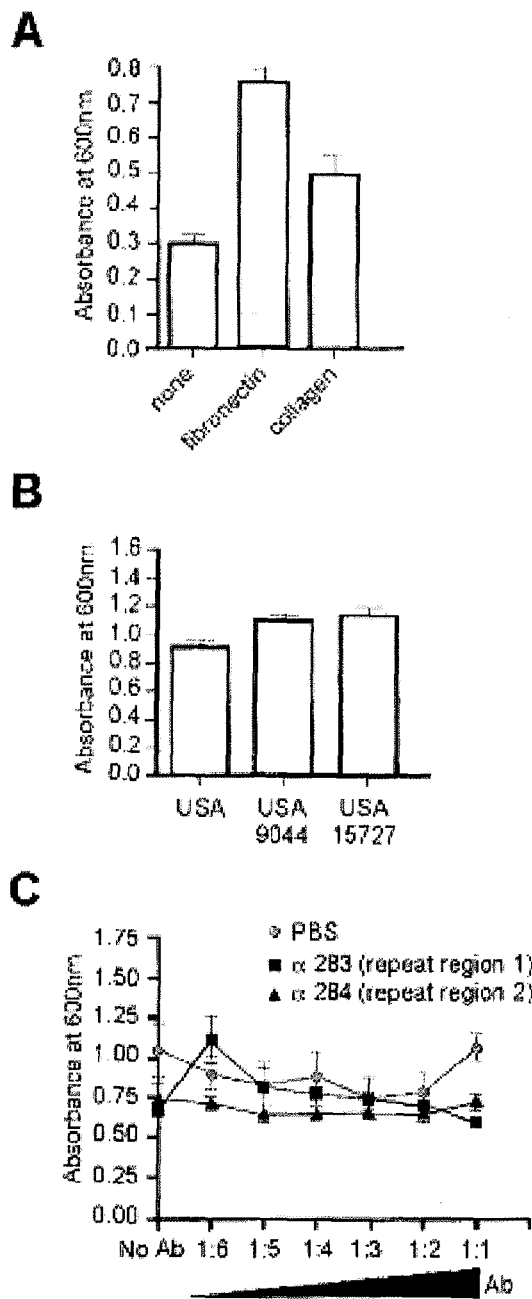 A
Absorbance at 600nm
0.8
0.7
0.6
0.5
0.4
0.3
0.2
0.1
0.0
none
fibronectin
collagen
B
Absorbance at 600nm
1.6
1.4
1.2
1.0
0.8
0.6
0.4
0.2
0.0
USA
USA 9044
USA 15727
C
Absorbance at 600nm
1.75
1.50
1.25
1.00
0.75
0.50
0.25
0.00
PBS
α 283 (repeat region 1)
α 284 (repeat region 2)
No Ab 1:6 1:5 1:4 1:3 1:2 1:1
Ab